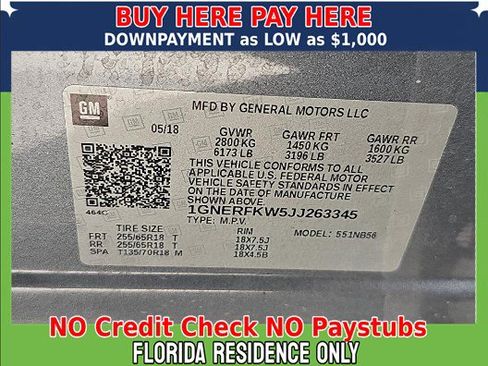 BUY HERE PAY HERE
DOWNPAYMENT as LOW as $1,000
GM
MFD BY GENERAL MOTORS LLC
05/18
GVWR GAWR FRT GAWR RR
2800 KG 1450 KG 1600 KG
6173 LB 3196 LB 3527 LB
THIS VEHICLE CONFORMS TO ALL
APPLICABLE U.S. FEDERAL MOTOR
VEHICLE SAFETY AND THEFT PREVENTION
STANDARDS IN EFFECT ON THE DATE OF
MANUFACTURE SHOWN ABOVE.
1GNERFKW5JJ263345
TYPE: M.P.V. MODEL: 551NB56
464C
TIRE SIZE RIM
FRT 255/65R18 T 18X7.5J
RR 255/65R18 T 18X7.5J
SPA T135/70R18 M 18X4.5B
NO Credit Check NO Paystubs
FLORIDA RESIDENCE ONLY